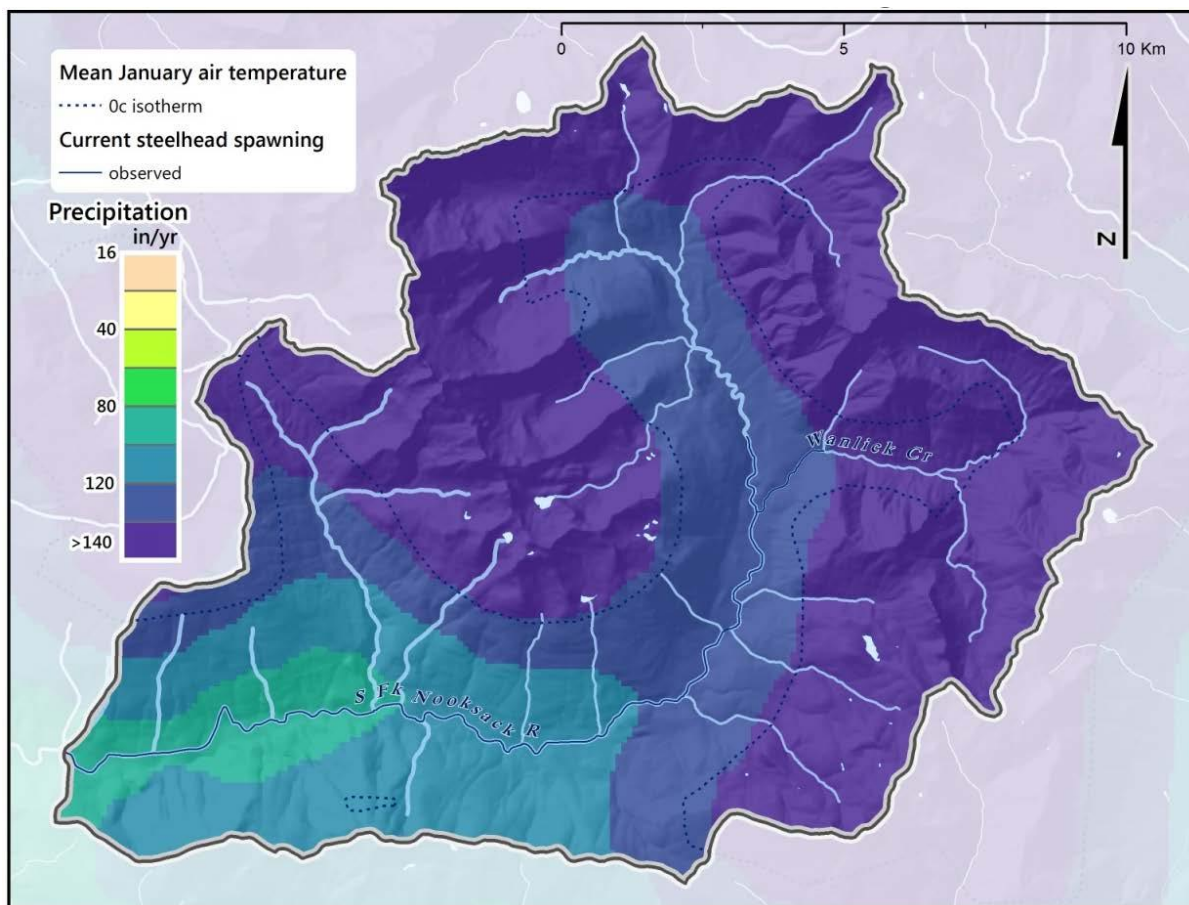 0 5 10 Km
Mean January air temperature
0c isotherm
Current steelhead spawning
observed
Precipitation
in/yr
16
40
80
120
>140
N
Wanlick Cr
S Fk Nooksack R